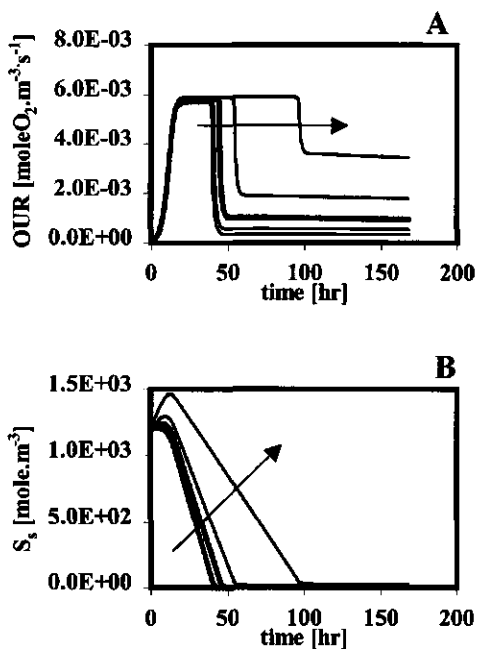 A
8.0E-03
6.0E-03
4.0E-03
2.0E-03
0.0E+00
OUR [moleO₂.m⁻³.s⁻¹]
0 50 100 150 200
time [hr]
B
1.5E+03
1.0E+03
5.0E+02
0.0E+00
Sₛ [mole.m⁻³]
0 50 100 150 200
time [hr]